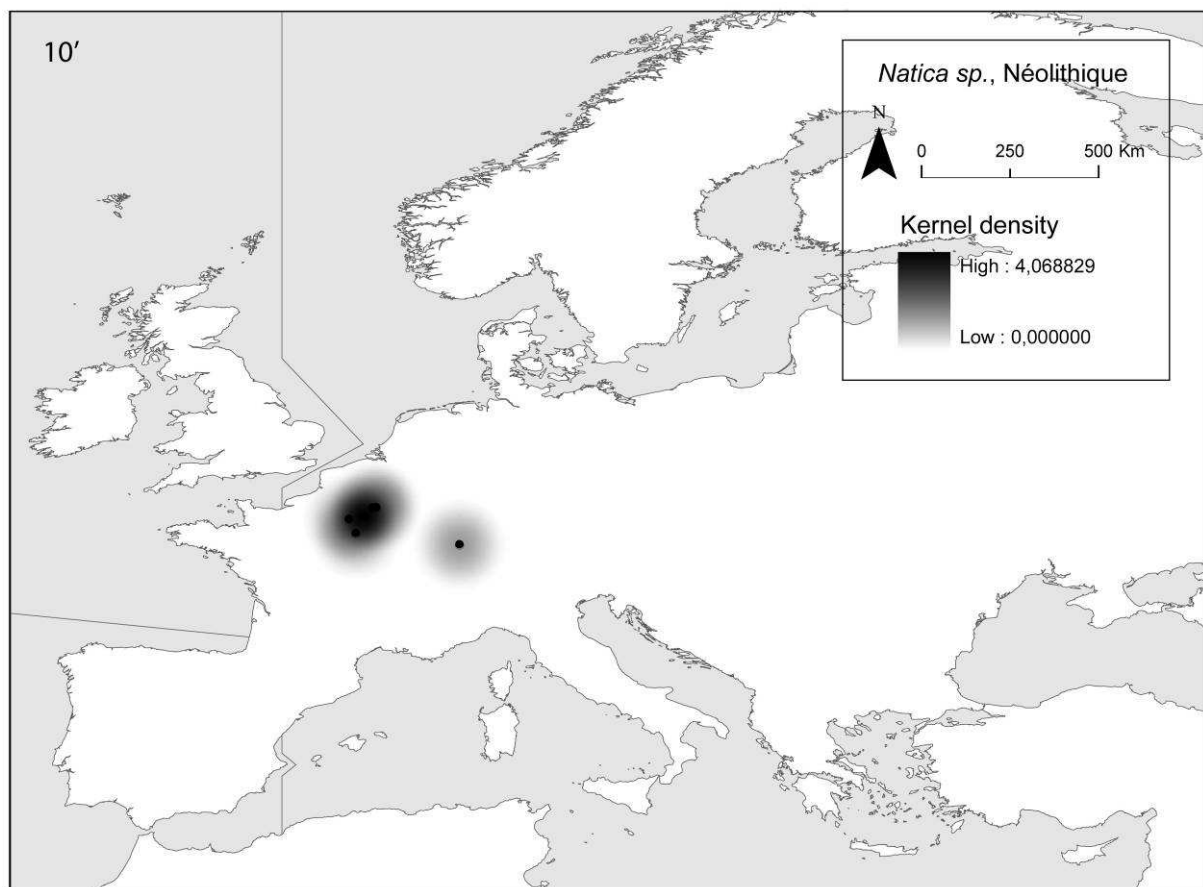 10'
Natica sp., Néolithique
N
0 250 500 Km
Kernel density
High : 4,068829
Low : 0,000000